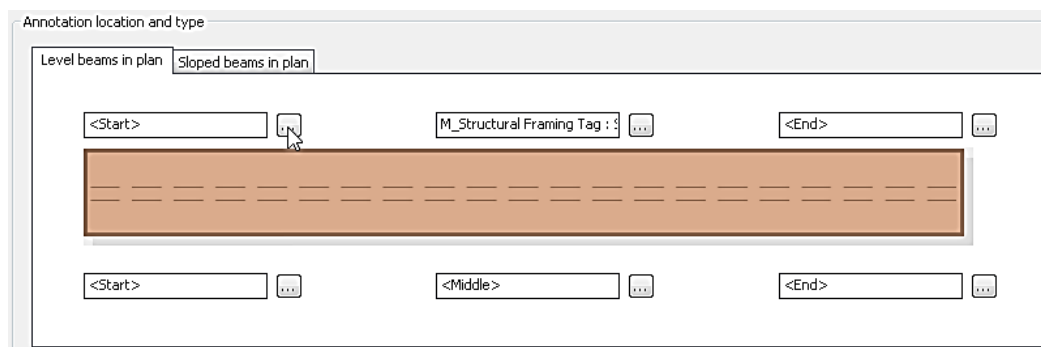 Annotation location and type
Level beams in plan Sloped beams in plan
<Start> ... M_Structural Framing Tag : ... <End> ...
<Start> ... <Middle> ... <End> ...